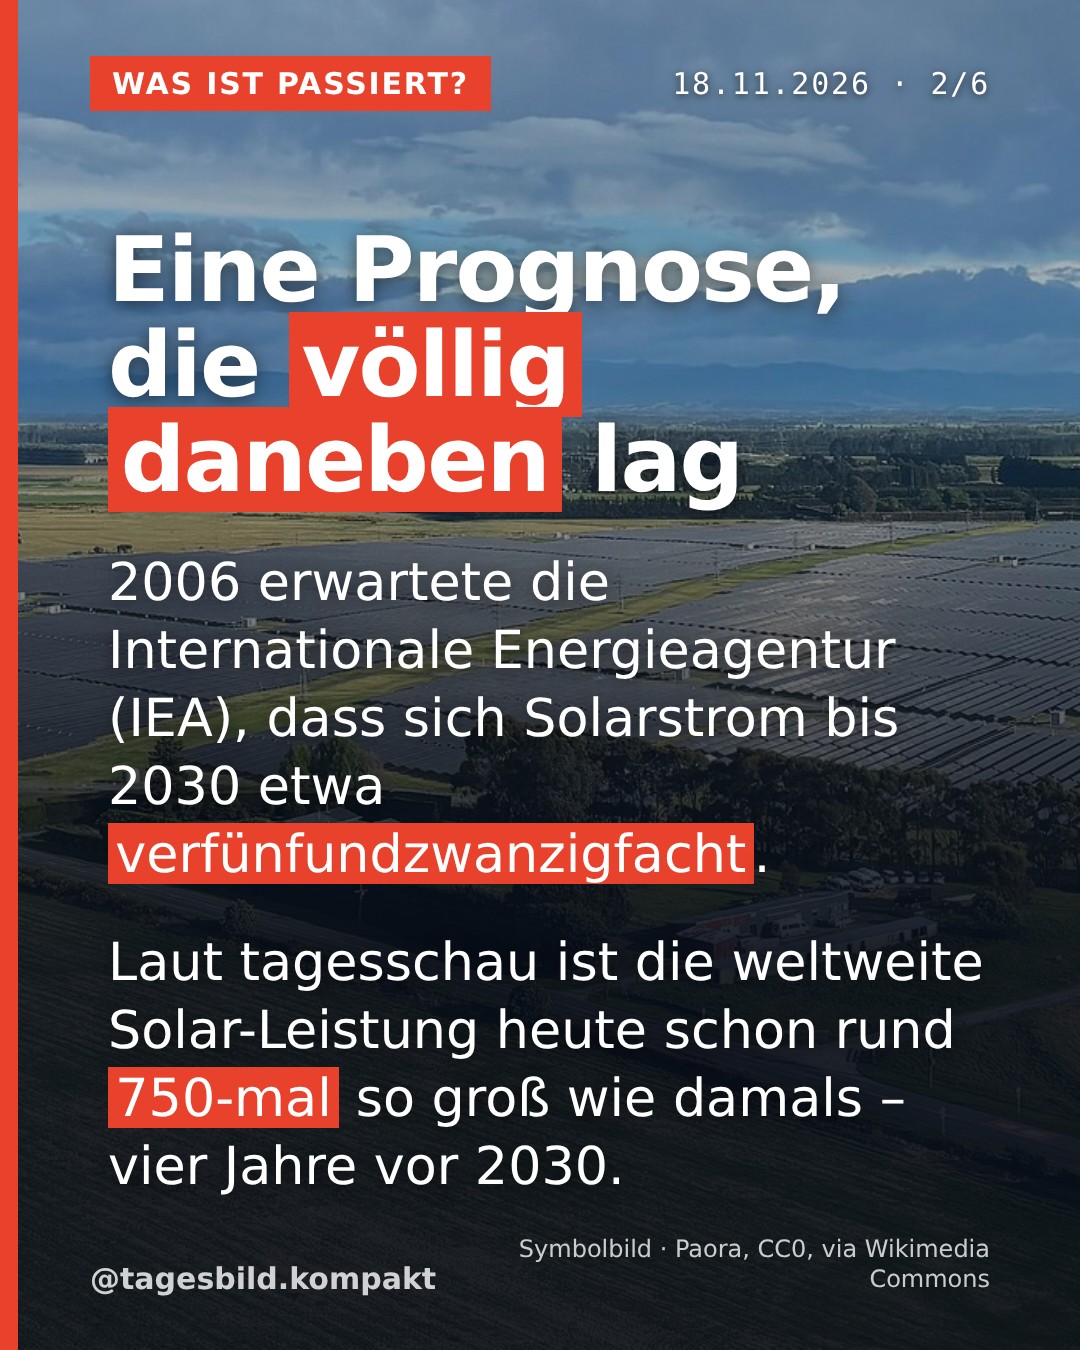 WAS IST PASSIERT?
18.11.2026 · 2/6
Eine Prognose,
die völlig
daneben lag
2006 erwartete die
Internationale Energieagentur
(IEA), dass sich Solarstrom bis
2030 etwa
verfünfundzwanzigfacht.
Laut tagesschau ist die weltweite
Solar-Leistung heute schon rund
750-mal so groß wie damals –
vier Jahre vor 2030.
Symbolbild · Paora, CC0, via Wikimedia
Commons
@tagesbild.kompakt